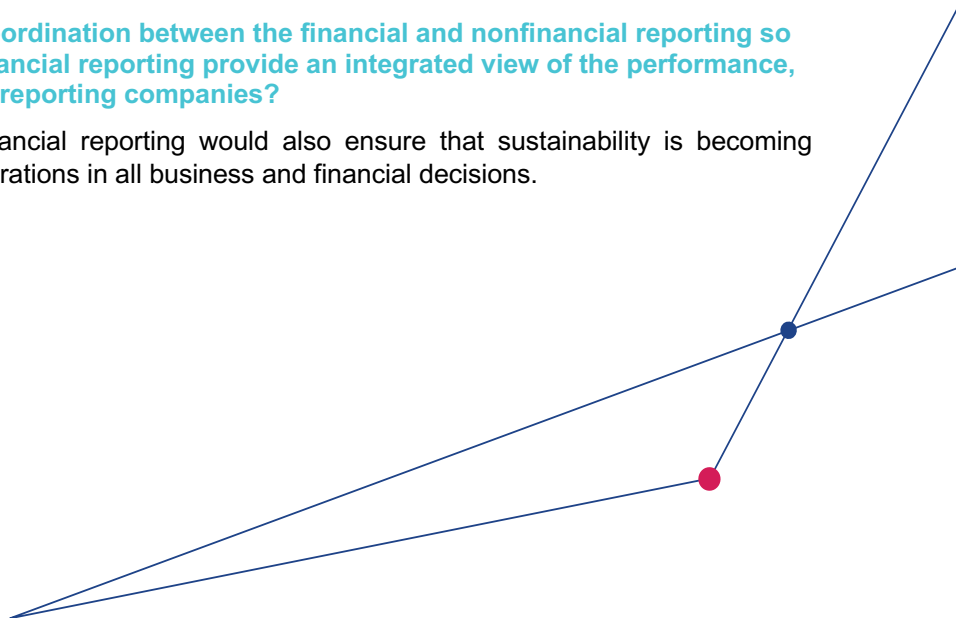 ordination between the financial and nonfinancial reporting so
ancial reporting provide an integrated view of the performance,
reporting companies?
ancial reporting would also ensure that sustainability is becoming
rations in all business and financial decisions.